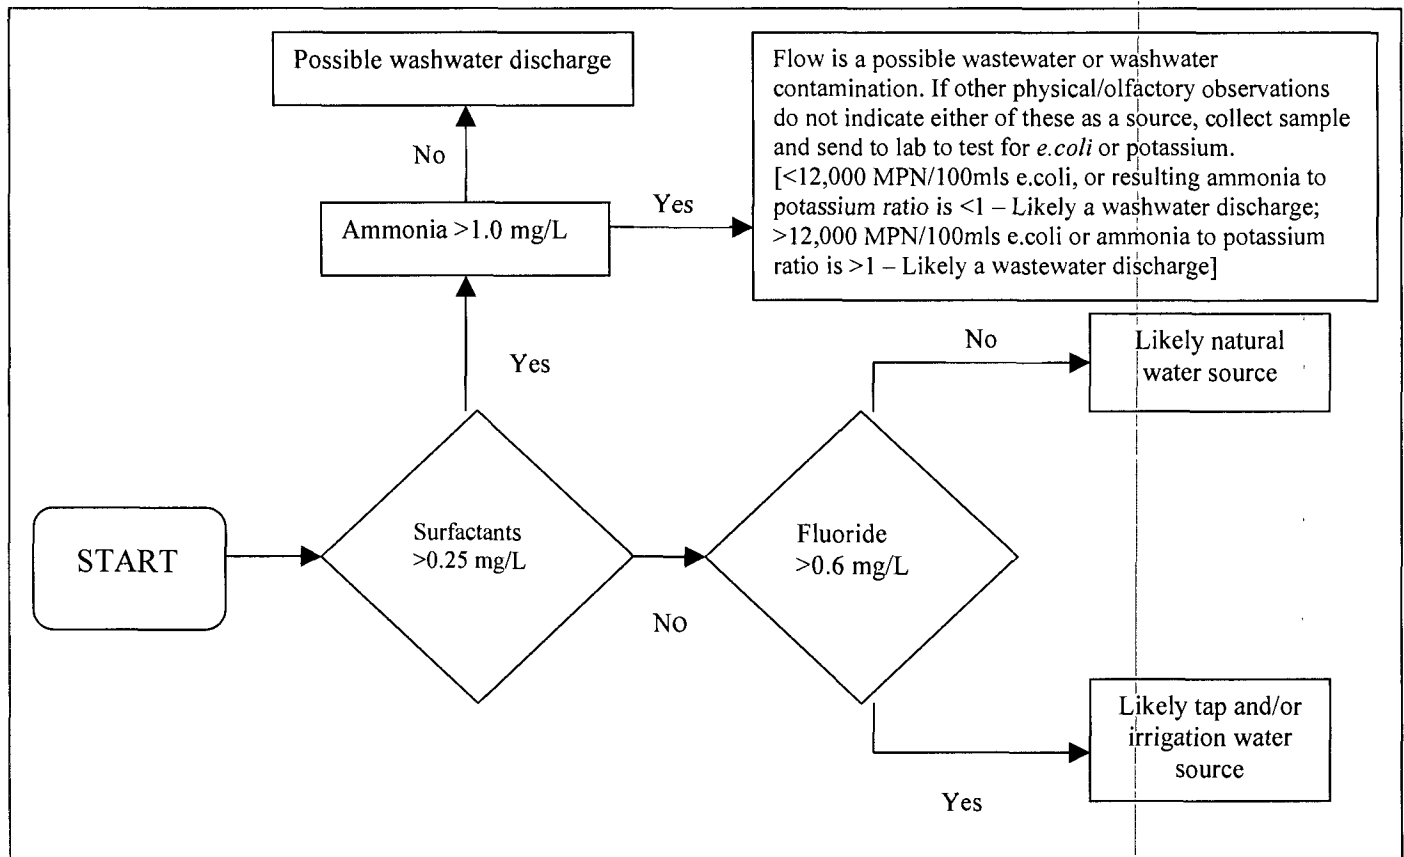 Possible washwater discharge
Flow is a possible wastewater or washwater
contamination. If other physical/olfactory observations
do not indicate either of these as a source, collect sample
and send to lab to test for e.coli or potassium.
[<12,000 MPN/100mls e.coli, or resulting ammonia to
potassium ratio is <1 – Likely a washwater discharge;
>12,000 MPN/100mls e.coli or ammonia to potassium
ratio is >1 – Likely a wastewater discharge]
No
Yes
Ammonia >1.0 mg/L
Yes
No
Likely natural
water source
START
Surfactants
>0.25 mg/L
No
Fluoride
>0.6 mg/L
Likely tap and/or
irrigation water
source
Yes